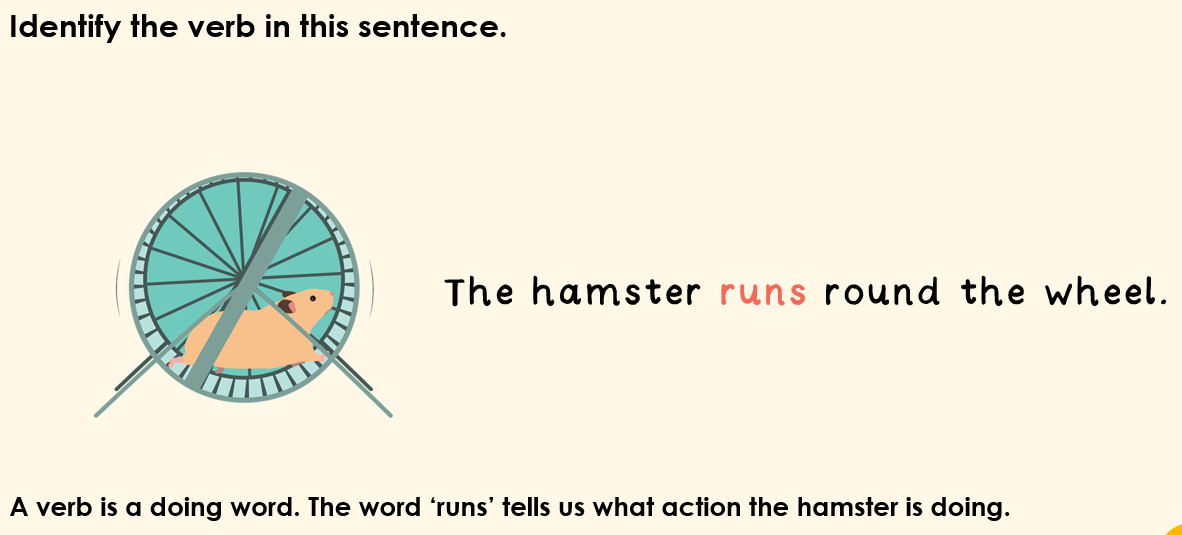 Identify the verb in this sentence.
The hamster runs round the wheel.
A verb is a doing word. The word ‘runs’ tells us what action the hamster is doing.